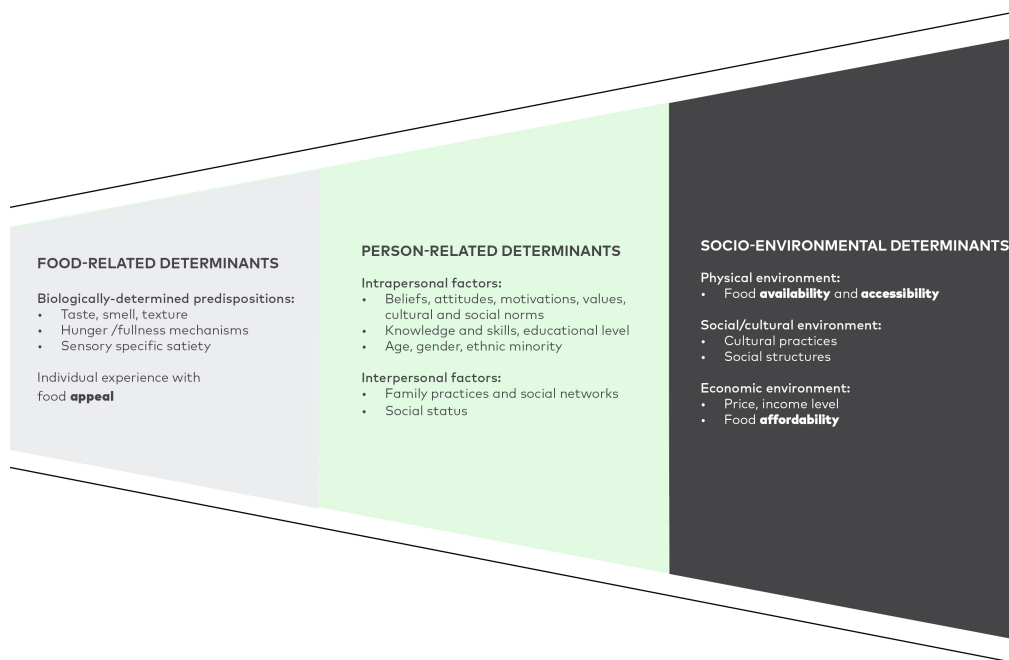 FOOD-RELATED DETERMINANTS
Biologically-determined predispositions:
• Taste, smell, texture
• Hunger /fullness mechanisms
• Sensory specific satiety
Individual experience with
food appeal
PERSON-RELATED DETERMINANTS
Intrapersonal factors:
• Beliefs, attitudes, motivations, values,
cultural and social norms
• Knowledge and skills, educational level
• Age, gender, ethnic minority
Interpersonal factors:
• Family practices and social networks
• Social status
SOCIO-ENVIRONMENTAL DETERMINANTS
Physical environment:
• Food availability and accessibility
Social/cultural environment:
• Cultural practices
• Social structures
Economic environment:
• Price, income level
• Food affordability